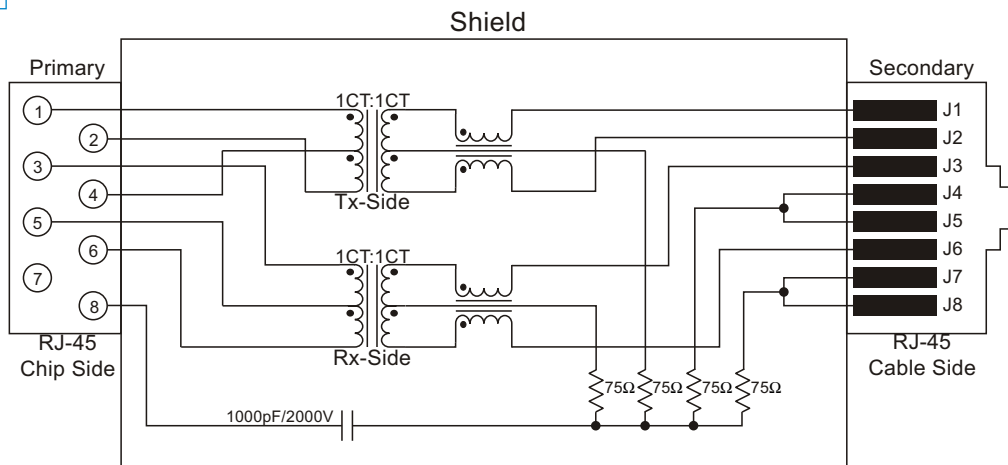 Shield
Primary
Secondary
1
2
3
4
5
6
7
8
1CT:1CT
Tx-Side
1CT:1CT
Rx-Side
J1
J2
J3
J4
J5
J6
J7
J8
RJ-45
Chip Side
RJ-45
Cable Side
75Ω
75Ω
75Ω
75Ω
1000pF/2000V